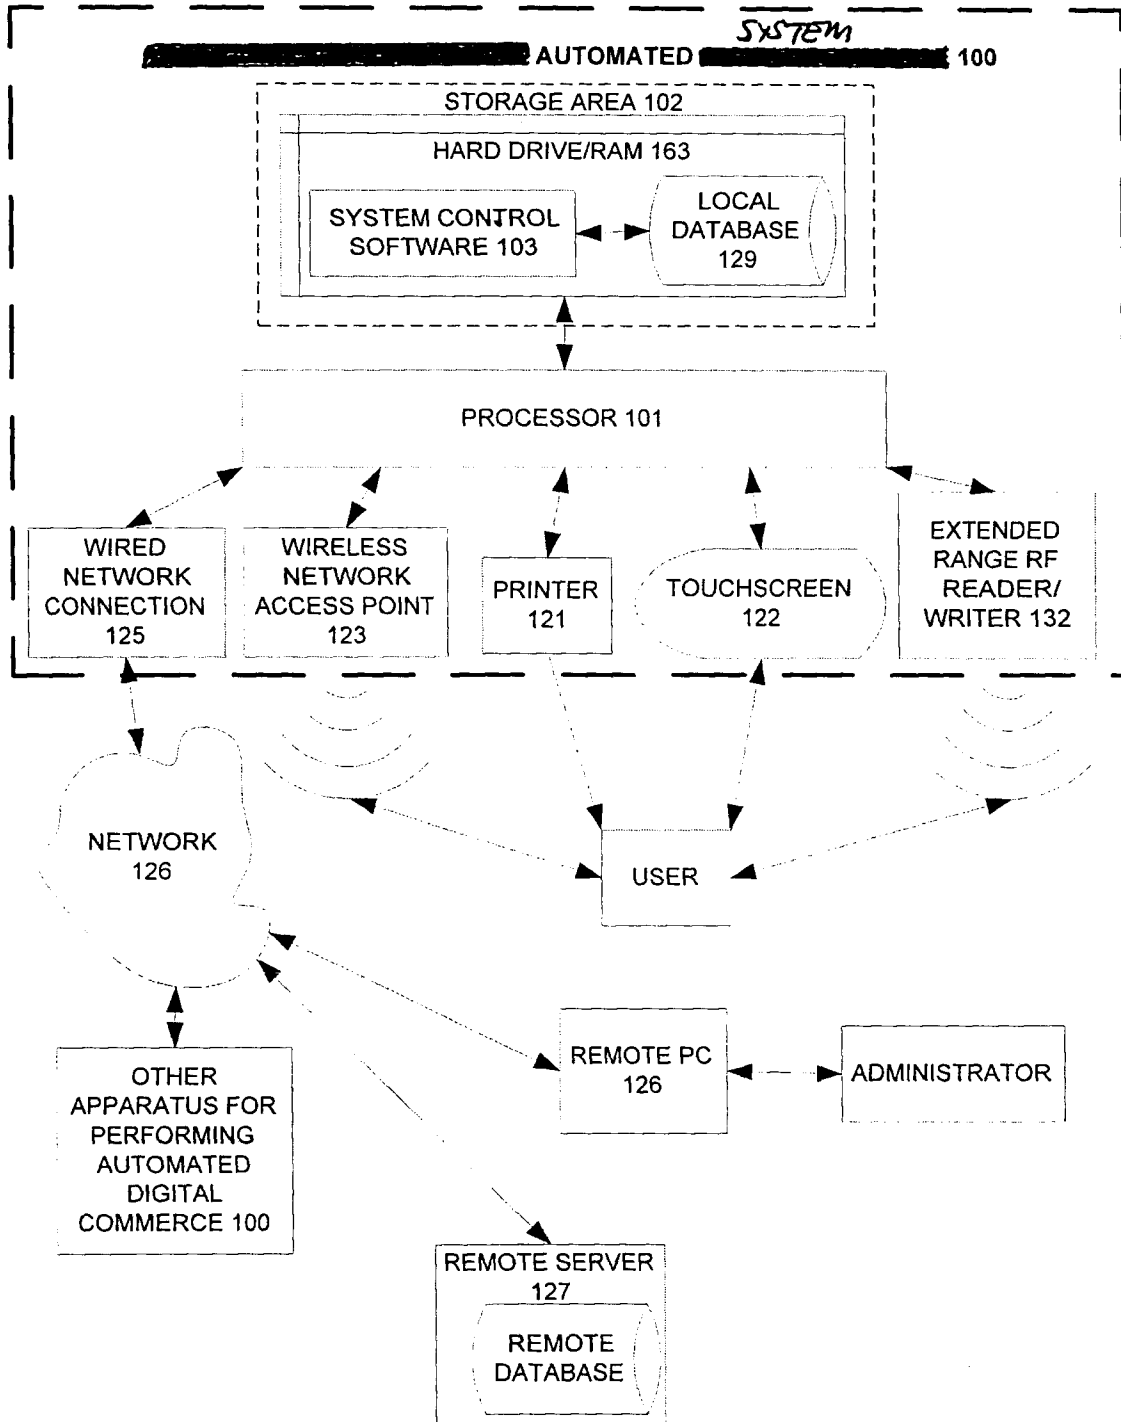 SYSTEM
AUTOMATED 100
STORAGE AREA 102
HARD DRIVE/RAM 163
SYSTEM CONTROL
SOFTWARE 103
LOCAL
DATABASE
129
PROCESSOR 101
WIRED
NETWORK
CONNECTION
125
WIRELESS
NETWORK
ACCESS POINT
123
PRINTER
121
TOUCHSCREEN
122
EXTENDED
RANGE RF
READER/
WRITER 132
NETWORK
126
USER
OTHER
APPARATUS FOR
PERFORMING
AUTOMATED
DIGITAL
COMMERCE 100
REMOTE PC
126
ADMINISTRATOR
REMOTE SERVER
127
REMOTE
DATABASE